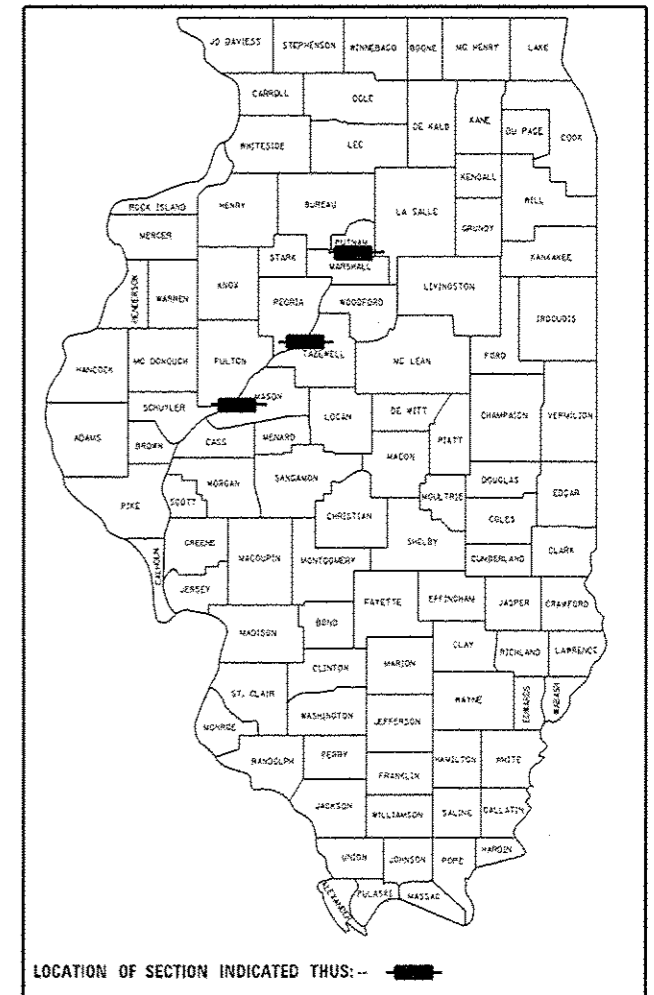 JO DAVIESS STEPHENSON WINNEBAGO BOONE MC HENRY LAKE
CARROLL OGLE
DE KALB KANE DU PAGE COOK
WHITESIDE LEE
KENDALL WILL
ROCK ISLAND HENRY BUREAU LA SALLE GRUNDY
MERCER PUTNAM KANKAKEE
STARK MARSHALL
HENDERSON WARREN KNOX PEORIA WOODFORD LIVINGSTON IROQUOIS
HANCOCK MC DONOUGH FULTON TAZEWELL MC LEAN FORD
SCHUYLER MASON LOGAN DE WITT CHAMPAIGN VERMILION
ADAMS BROWN CASS MENARD PIATT
MACON
PIKE SCOTT MORGAN SANGAMON MOULTRIE DOUGLAS EDGAR
CHRISTIAN COLES
CALHOUN GREENE MACOUPIN MONTGOMERY SHELBY CUMBERLAND CLARK
JERSEY
MADISON BOND FAYETTE EFFINGHAM JASPER CRAWFORD
CLINTON MARION CLAY RICHLAND LAWRENCE
ST. CLAIR WAYNE EDWARDS WABASH
MONROE WASHINGTON JEFFERSON
RANDOLPH PERRY HAMILTON WHITE
FRANKLIN
JACKSON WILLIAMSON SALINE GALLATIN
UNION JOHNSON POPE HARDIN
ALEXANDER PULASKI MASSAC
LOCATION OF SECTION INDICATED THUS: --